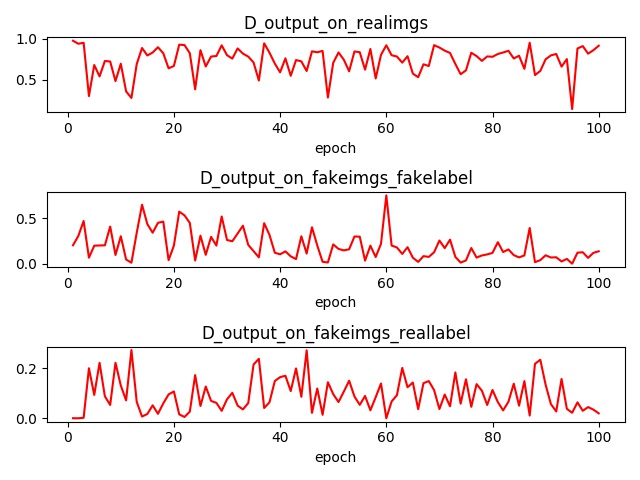 D_output_on_realimgs
1.0
0.5
0 20 40 60 80 100
epoch
D_output_on_fakeimgs_fakelabel
0.5
0.0
0 20 40 60 80 100
epoch
D_output_on_fakeimgs_reallabel
0.2
0.0
0 20 40 60 80 100
epoch